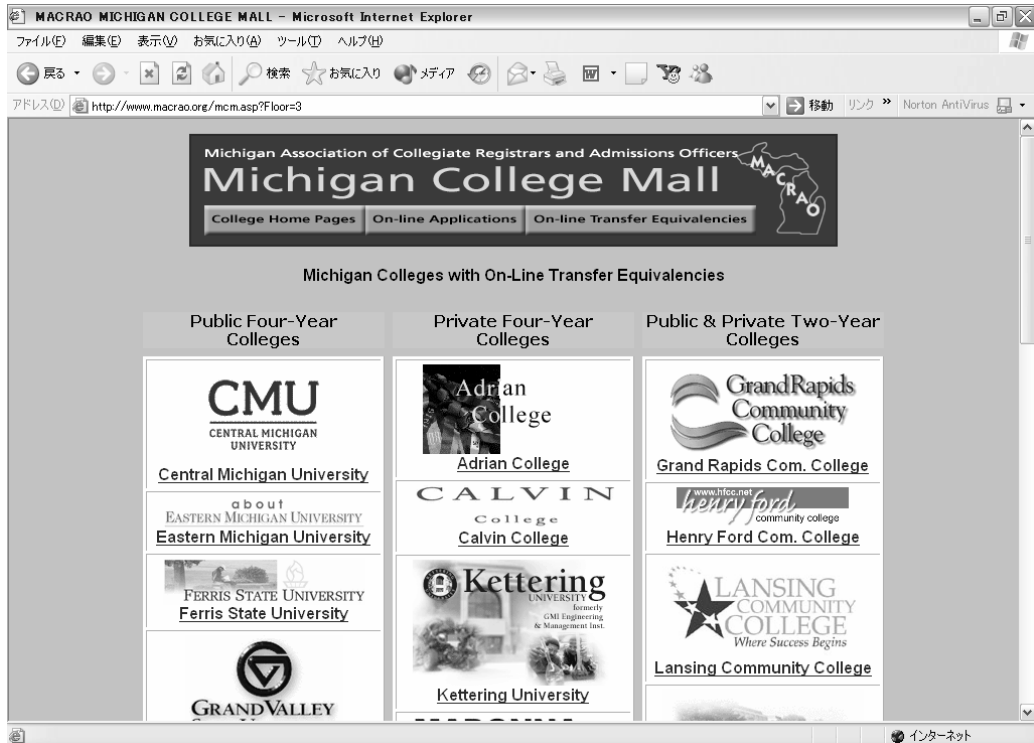 MACRAO MICHIGAN COLLEGE MALL - Microsoft Internet Explorer
ファイル(F) 編集(E) 表示(V) お気に入り(A) ツール(T) ヘルプ(H)
戻る 検索 お気に入り メディア
アドレス(D) http://www.macrao.org/mcm.asp?Floor=3 移動 リンク » Norton AntiVirus
Michigan Association of Collegiate Registrars and Admissions Officers
Michigan College Mall
MACRAO
College Home Pages On-line Applications On-line Transfer Equivalencies
Michigan Colleges with On-Line Transfer Equivalencies
Public Four-Year Colleges
Private Four-Year Colleges
Public & Private Two-Year Colleges
CMU
CENTRAL MICHIGAN
UNIVERSITY
Central Michigan University
about
EASTERN MICHIGAN UNIVERSITY
Eastern Michigan University
FERRIS STATE UNIVERSITY
Ferris State University
GRAND VALLEY
Adrian
College
Adrian College
CALVIN
College
Calvin College
Kettering
UNIVERSITY
formerly
GMI Engineering
& Management Inst.
Kettering University
MADONNA
Grand Rapids
Community
College
Grand Rapids Com. College
www.hfcc.net
henry ford
community college
Henry Ford Com. College
LANSING
COMMUNITY
COLLEGE
Where Success Begins
Lansing Community College
インターネット